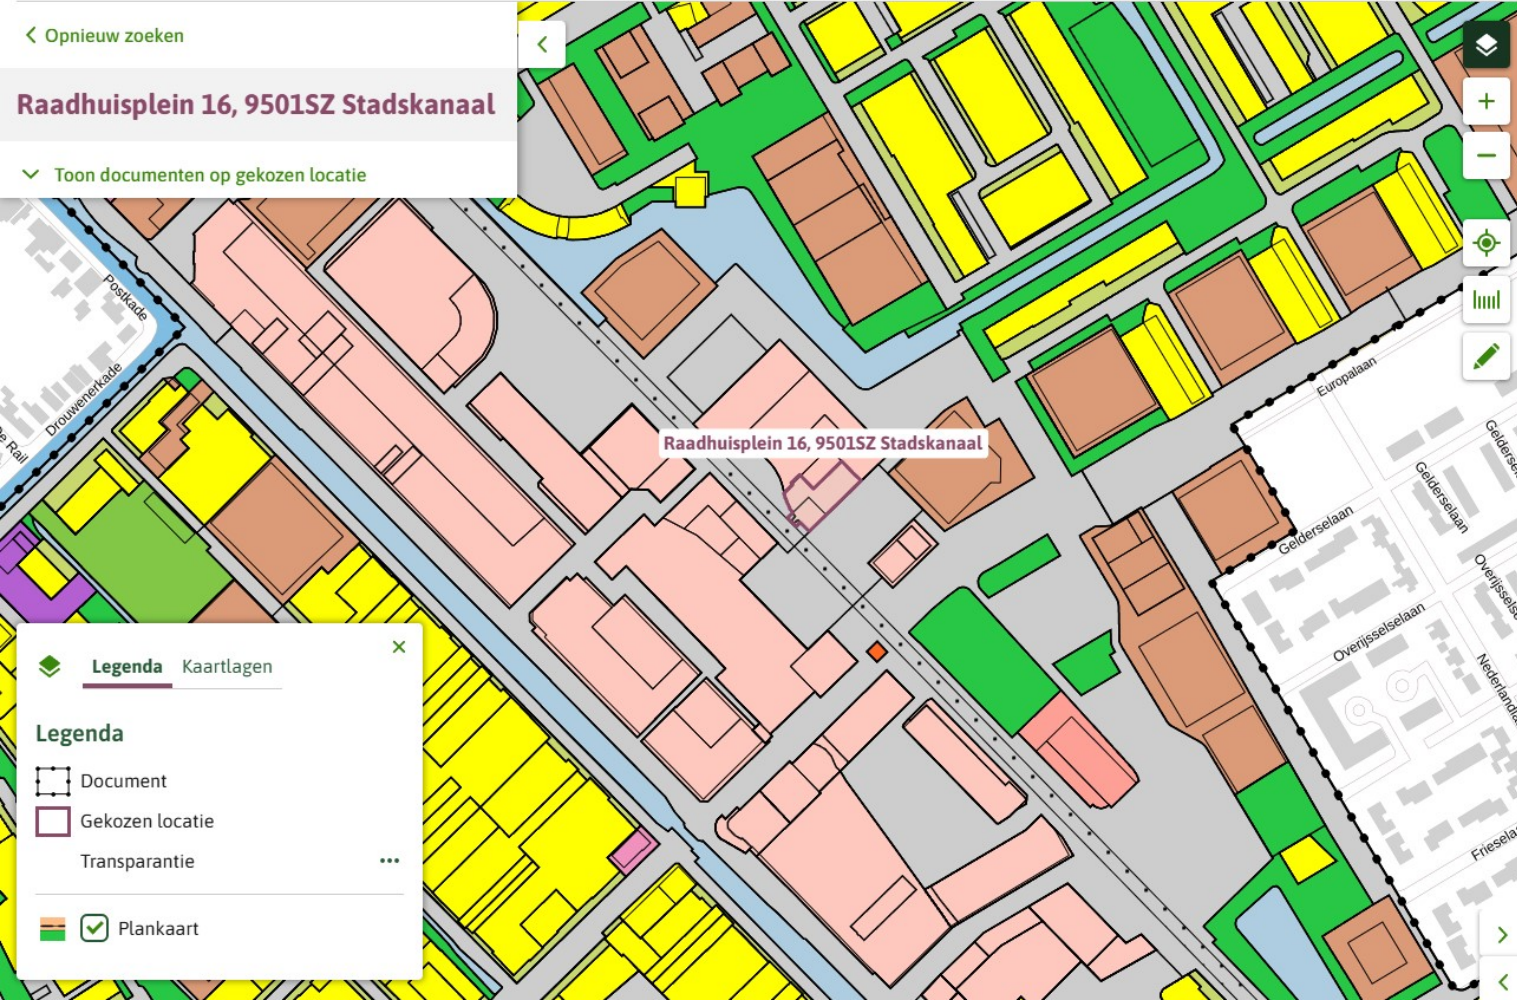 Opnieuw zoeken
Raadhuisplein 16, 9501SZ Stadskanaal
Toon documenten op gekozen locatie
Postkade
Drouwenerkade
De Rail
Raadhuisplein 16, 9501SZ Stadskanaal
Europalaan
Gelderselaan
Gelderselaan
Overijsselselaan
Legenda
Kaartlagen
Legenda
Document
Gekozen locatie
Transparantie
Plankaart